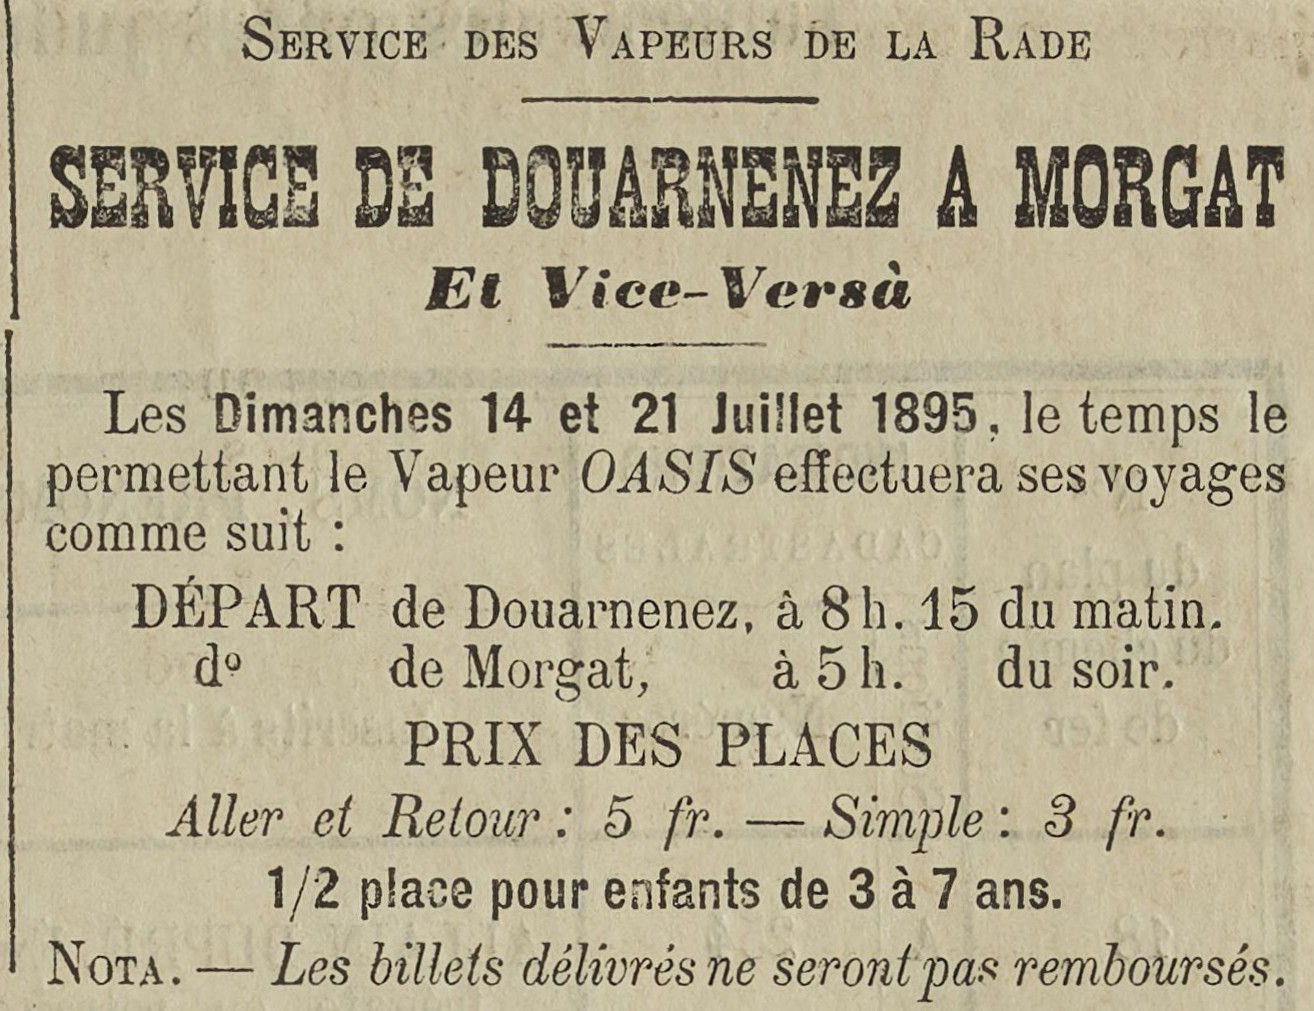 SERVICE DES VAPEURS DE LA RADE
SERVICE DE DOUARNENEZ A MORGAT
Et Vice-Versà
Les Dimanches 14 et 21 Juillet 1895, le temps le
permettant le Vapeur OASIS effectuera ses voyages
comme suit :
DÉPART de Douarnenez, à 8 h. 15 du matin.
dº de Morgat, à 5 h. du soir.
PRIX DES PLACES
Aller et Retour : 5 fr. — Simple : 3 fr.
1/2 place pour enfants de 3 à 7 ans.
NOTA. — Les billets délivrés ne seront pas remboursés.